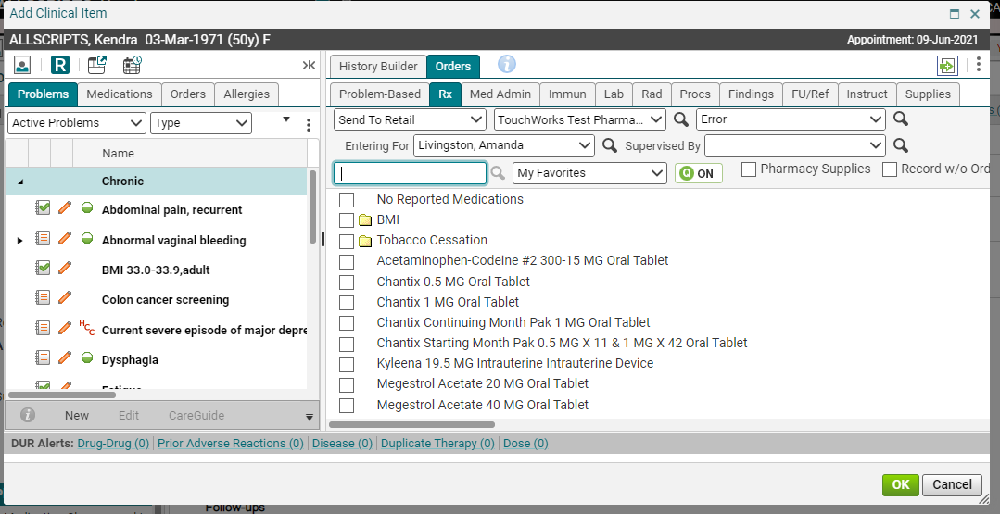 Add Clinical Item
ALLSCRIPTS, Kendra 03-Mar-1971 (50y) F
Appointment: 09-Jun-2021
R
History Builder
Orders
Problems
Medications
Orders
Allergies
Problem-Based
Rx
Med Admin
Immun
Lab
Rad
Procs
Findings
FU/Ref
Instruct
Supplies
Active Problems
Type
Send To Retail
TouchWorks Test Pharma...
Error
Entering For
Livingston, Amanda
Supervised By
My Favorites
Q ON
Pharmacy Supplies
Record w/o Ord
Name
Chronic
Abdominal pain, recurrent
Abnormal vaginal bleeding
BMI 33.0-33.9,adult
Colon cancer screening
HCC
Current severe episode of major depre
Dysphagia
Fatigue
New
Edit
CareGuide
No Reported Medications
BMI
Tobacco Cessation
Acetaminophen-Codeine #2 300-15 MG Oral Tablet
Chantix 0.5 MG Oral Tablet
Chantix 1 MG Oral Tablet
Chantix Continuing Month Pak 1 MG Oral Tablet
Chantix Starting Month Pak 0.5 MG X 11 & 1 MG X 42 Oral Tablet
Kyleena 19.5 MG Intrauterine Intrauterine Device
Megestrol Acetate 20 MG Oral Tablet
Megestrol Acetate 40 MG Oral Tablet
DUR Alerts: Drug-Drug (0) Prior Adverse Reactions (0) Disease (0) Duplicate Therapy (0) Dose (0)
OK
Cancel
Follow-ups